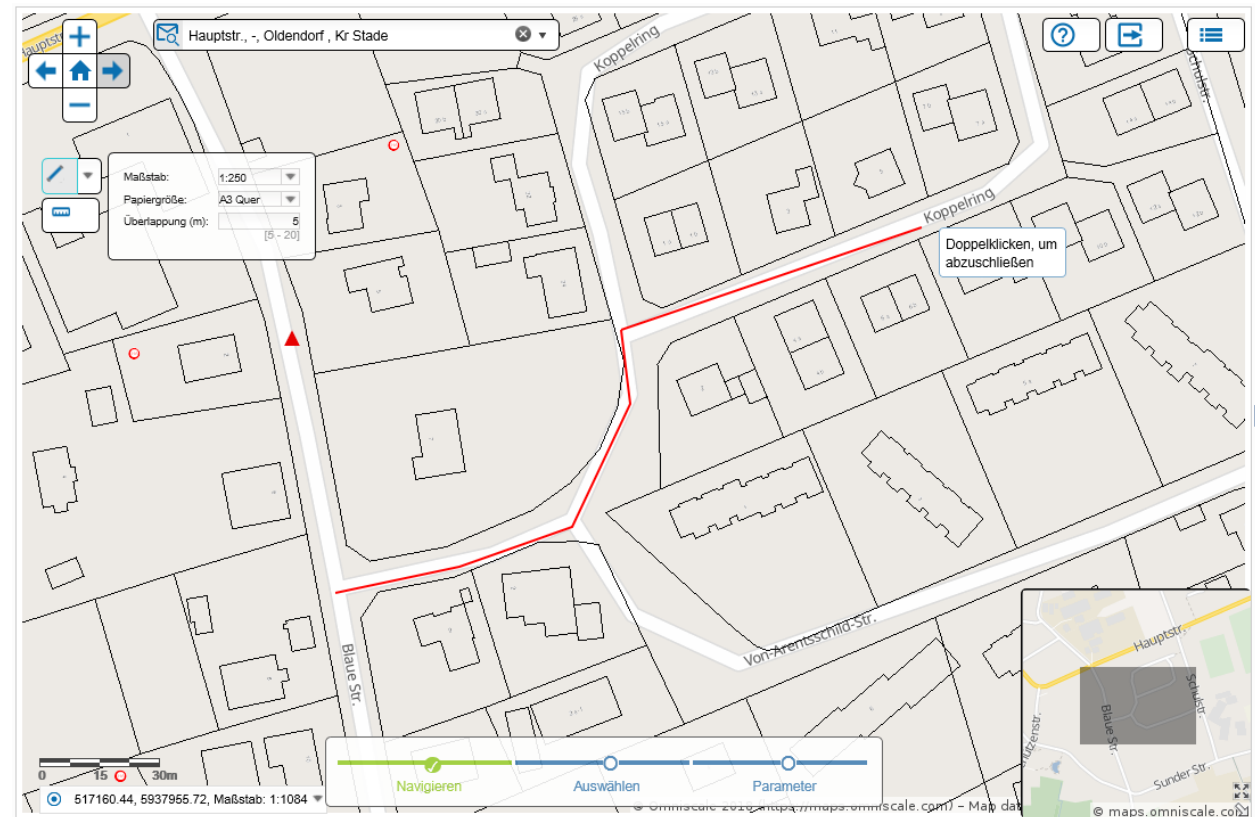 Hauptstr., -, Oldendorf , Kr Stade
Koppelring
Schulstr.
Maßstab:
1:250
Papiergröße:
A3 Quer
Überlappung (m):
5
[5 - 20]
Koppelring
Doppelklicken, um
abzuschließen
Von-Arentsschild-Str.
Blaue Str.
Hauptstr.
Schulstr.
Blaue Str.
Sunder Str.
0 15 30m
Navigieren
Auswählen
Parameter
517160.44, 5937955.72, Maßstab: 1:1084
© maps.omniscale.com